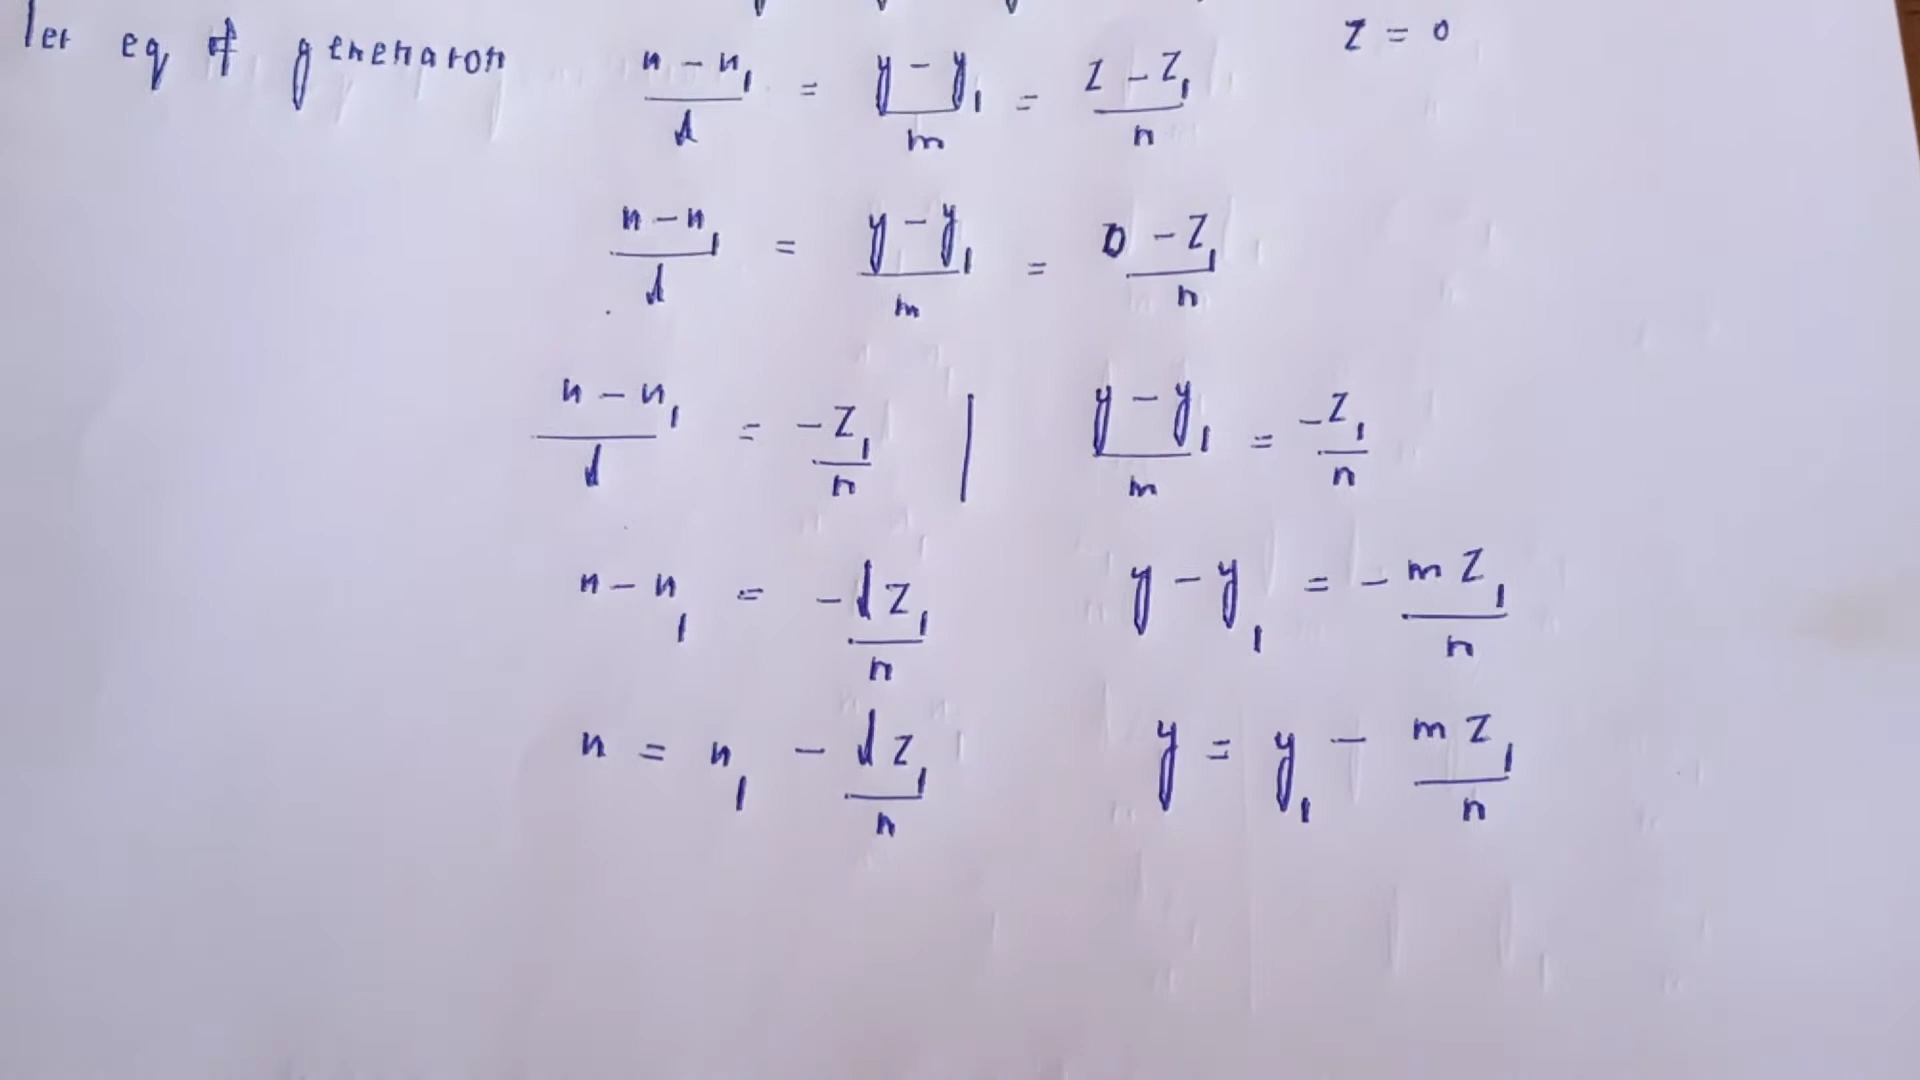 let eq of generator x - x₁ / l = y - y₁ / m = z - z₁ / n z = 0
x - x₁ / l = y - y₁ / m = 0 - z₁ / n
x - x₁ / l = -z₁ / n | y - y₁ / m = -z₁ / n
x - x₁ = -lz₁ / n y - y₁ = - mz₁ / n
x = x₁ - lz₁ / n y = y₁ - mz₁ / n